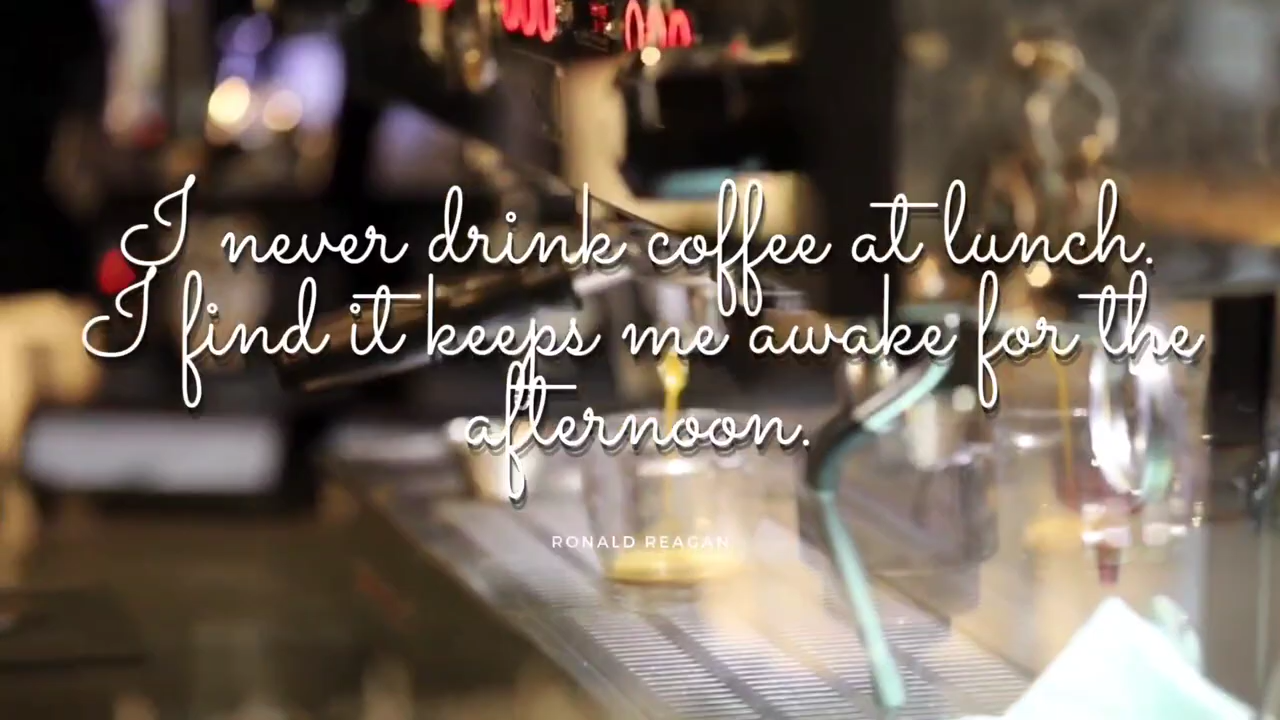 I never drink coffee at lunch.
I find it keeps me awake for the
afternoon.
RONALD REAGAN